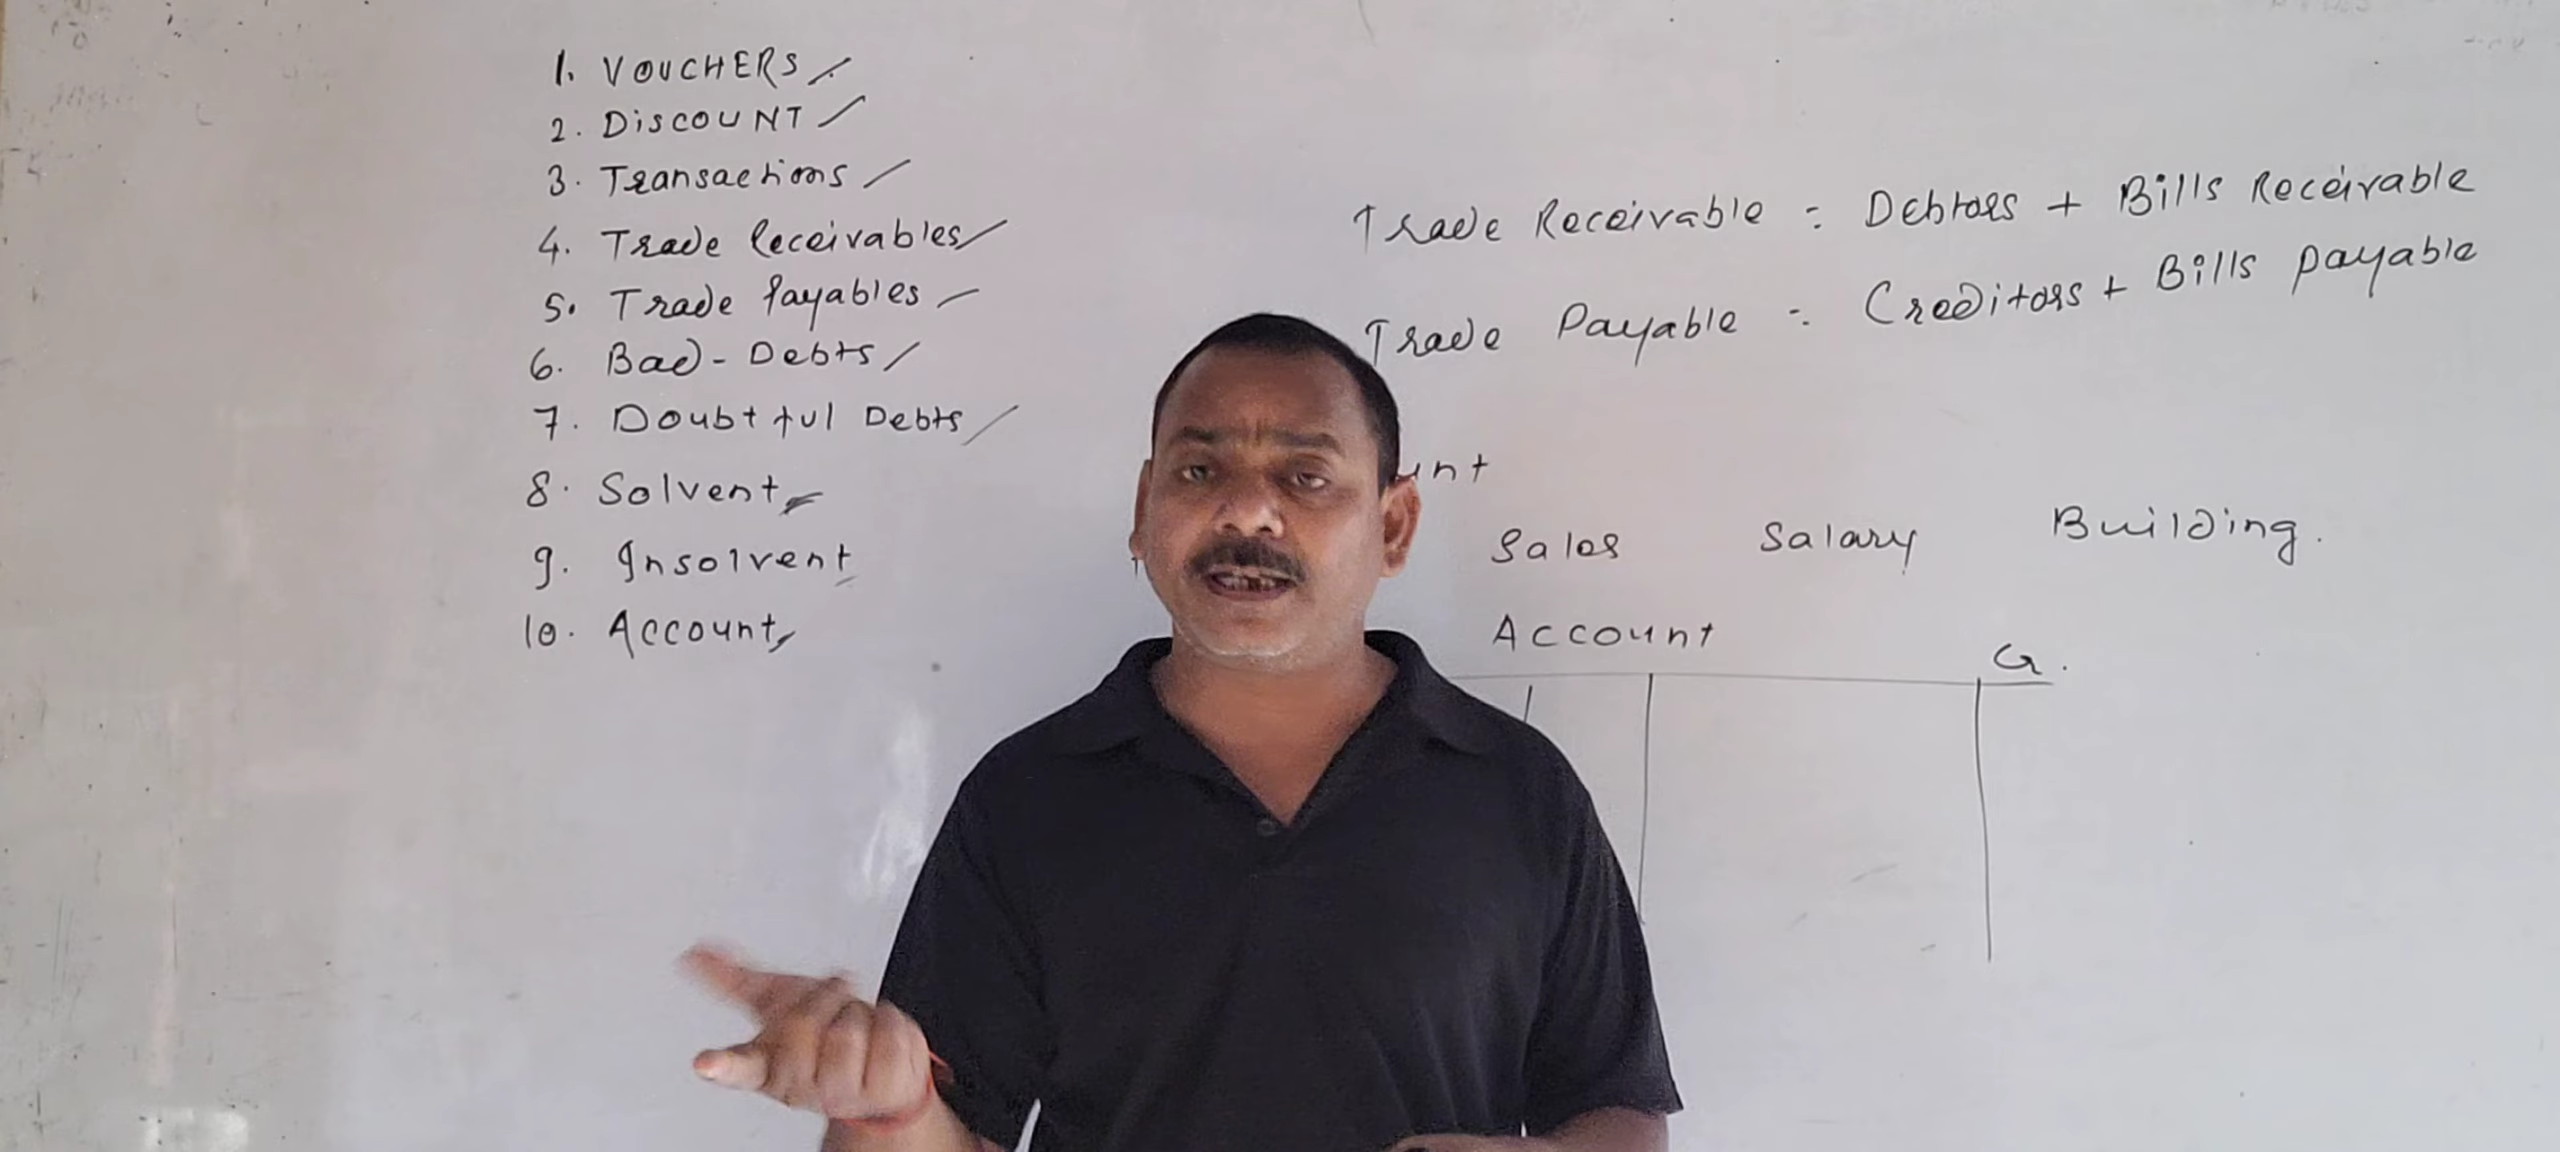 1. VOUCHERS
2. DISCOUNT
3. Transactions
4. Trade Receivables
5. Trade Payables
6. Bad-Debts
7. Doubtful Debts
8. Solvent
9. Insolvent
10. Account
Trade Receivable = Debtors + Bills Receivable
Trade Payable = Creditors + Bills Payable
unt
Sales Salary Building.
Account
Cr.